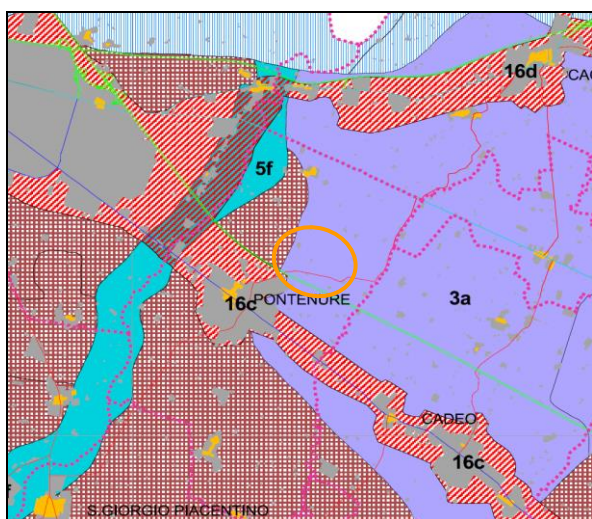 16d
CAO
5f
16c
PONTENURE
3a
CADEO
16c
S.GIORGIO PIACENTINO